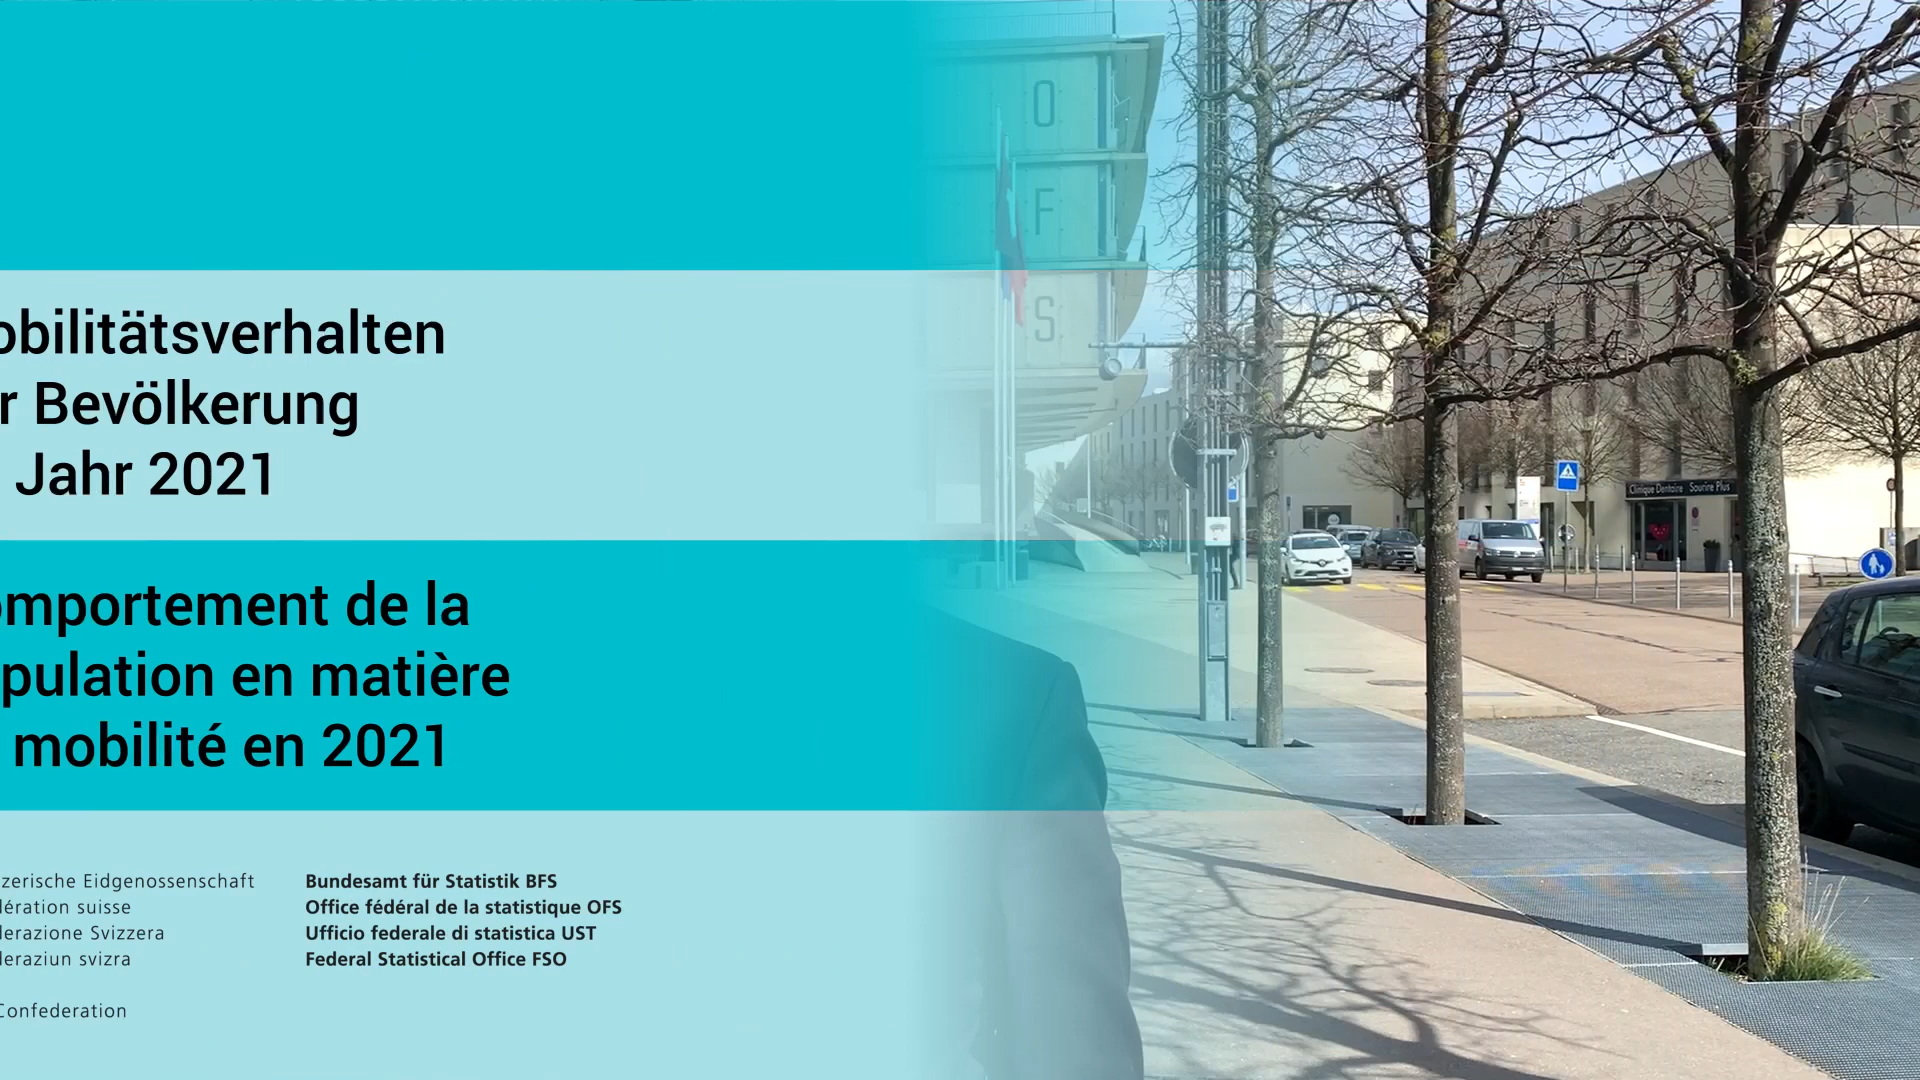 obilitätsverhalten
r Bevölkerung
Jahr 2021
omportement de la
pulation en matière
mobilité en 2021
zerische Eidgenossenschaft
dération suisse
derazione Svizzera
deraziun svizra
Confederation
Bundesamt für Statistik BFS
Office fédéral de la statistique OFS
Ufficio federale di statistica UST
Federal Statistical Office FSO
O
F
S
Clinique Dentaire Sourire Plus